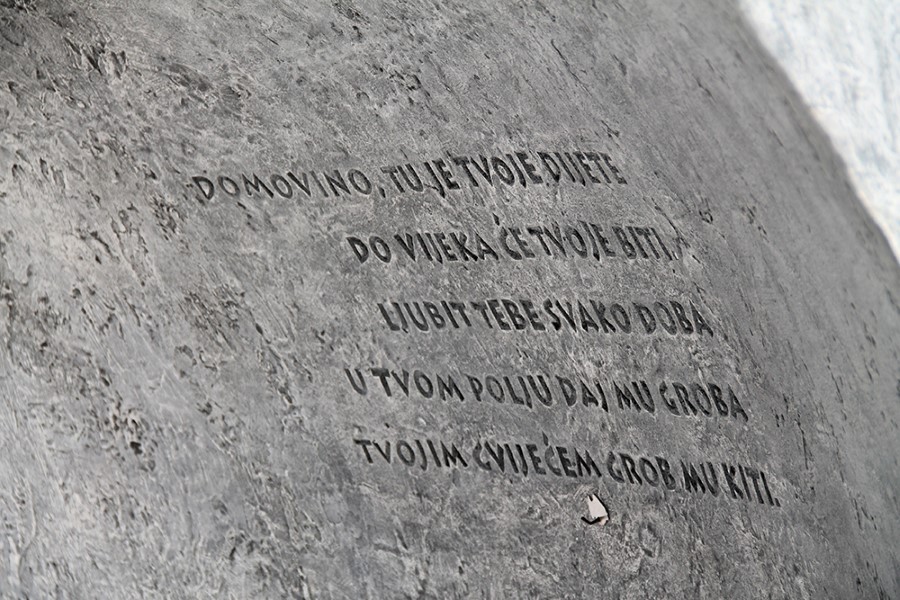 DOMOVINO, TU JE TVOJE DIJETE
DO VIJEKA ĆE TVOJE BITI,
LJUBIT TEBE SVAKO DOBA
U TVOM POLJU DAJ MU GROBA
TVOJIM CVIJEĆEM GROB MU KITI.